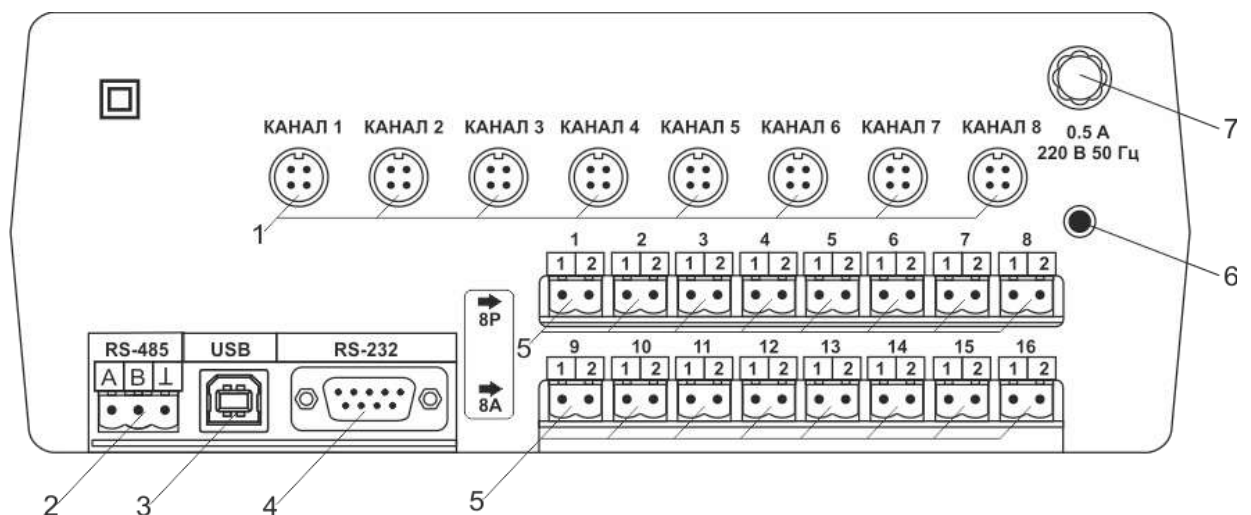 КАНАЛ 1 КАНАЛ 2 КАНАЛ 3 КАНАЛ 4 КАНАЛ 5 КАНАЛ 6 КАНАЛ 7 КАНАЛ 8
0.5 А
220 В 50 Гц
7
1
1 2 3 4 5 6 7 8
1 2 1 2 1 2 1 2 1 2 1 2 1 2 1 2
6
8Р
5
RS-485 USB RS-232
A B ⊥
9 10 11 12 13 14 15 16
1 2 1 2 1 2 1 2 1 2 1 2 1 2 1 2
8А
2 3 4 5